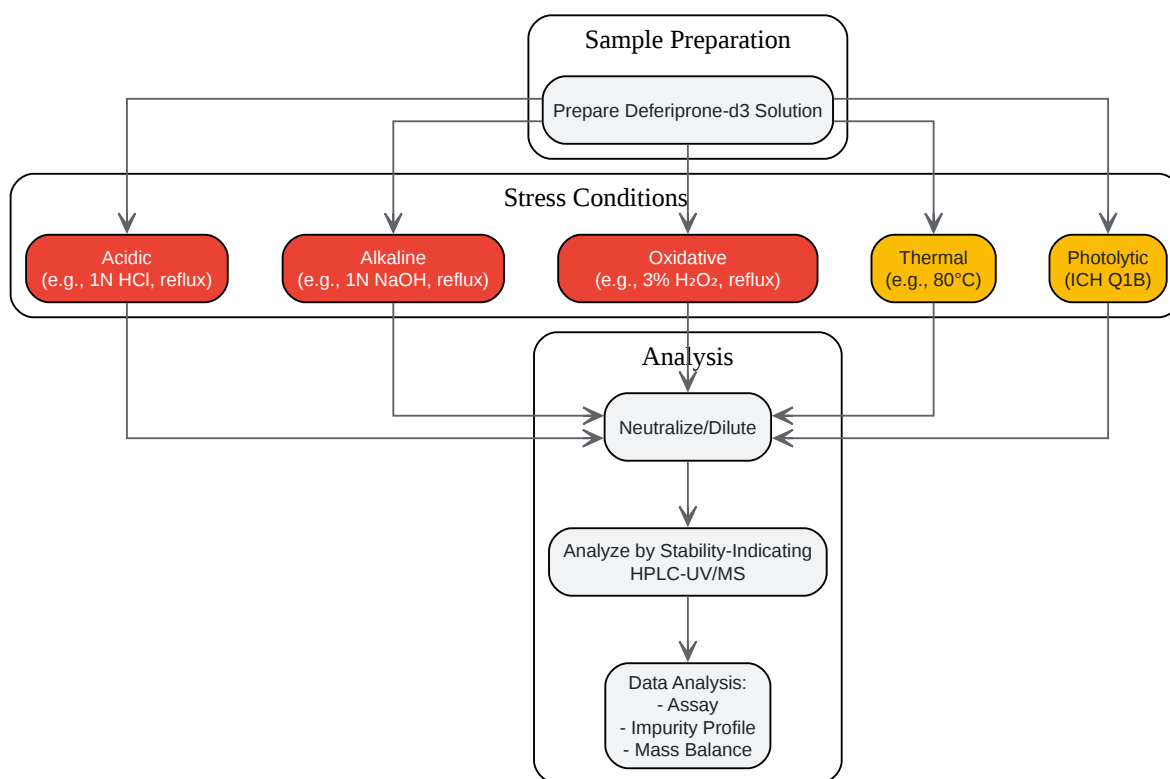 Sample Preparation
Prepare Deferiprone-d3 Solution
Stress Conditions
Acidic
(e.g., 1N HCl, reflux)
Alkaline
(e.g., 1N NaOH, reflux)
Oxidative
(e.g., 3% H₂O₂, reflux)
Thermal
(e.g., 80°C)
Photolytic
(ICH Q1B)
Analysis
Neutralize/Dilute
Analyze by Stability-Indicating
HPLC-UV/MS
Data Analysis:
- Assay
- Impurity Profile
- Mass Balance